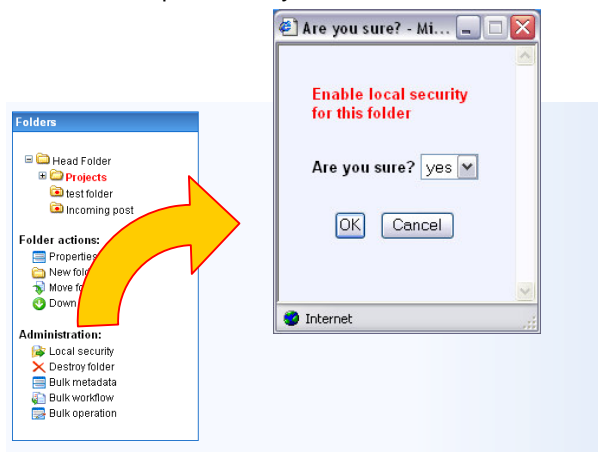 Are you sure? - Mi...
Enable local security
for this folder
Are you sure? yes
OK Cancel
Internet
Folders
Head Folder
Projects
test folder
Incoming post
Folder actions:
Properties
New fol
Move fo
Down
Administration:
Local security
Destroy folder
Bulk metadata
Bulk workflow
Bulk operation